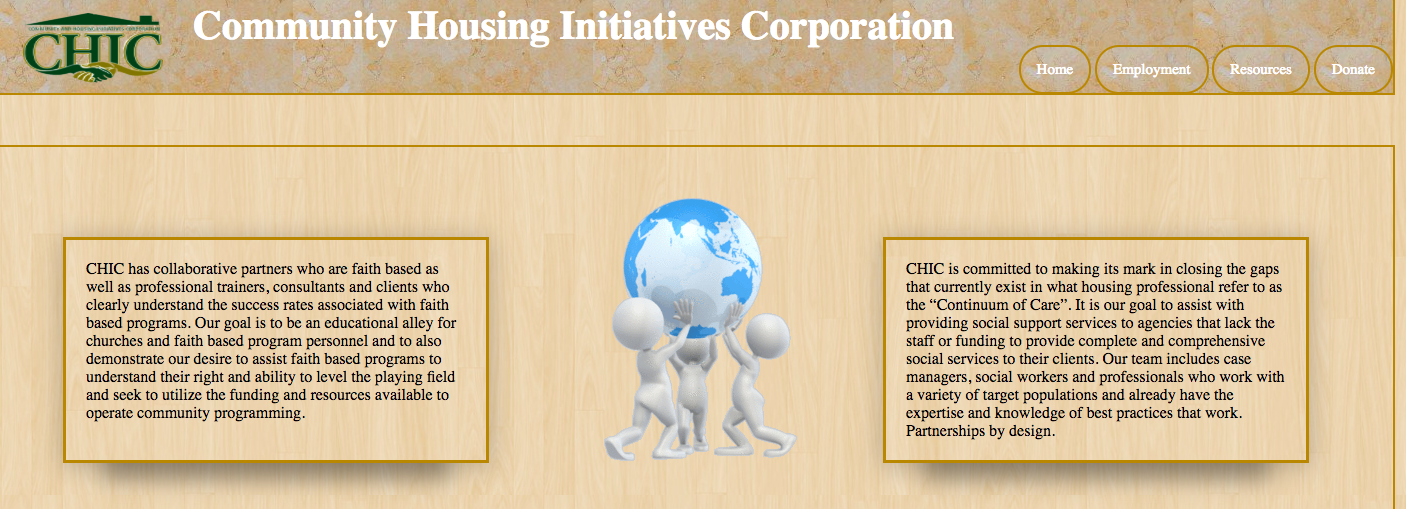 CHIC
Community Housing Initiatives Corporation
Home
Employment
Resources
Donate
CHIC has collaborative partners who are faith based as
well as professional trainers, consultants and clients who
clearly understand the success rates associated with faith
based programs. Our goal is to be an educational alley for
churches and faith based program personnel and to also
demonstrate our desire to assist faith based programs to
understand their right and ability to level the playing field
and seek to utilize the funding and resources available to
operate community programming.
CHIC is committed to making its mark in closing the gaps
that currently exist in what housing professional refer to as
the “Continuum of Care”. It is our goal to assist with
providing social support services to agencies that lack the
staff or funding to provide complete and comprehensive
social services to their clients. Our team includes case
managers, social workers and professionals who work with
a variety of target populations and already have the
expertise and knowledge of best practices that work.
Partnerships by design.